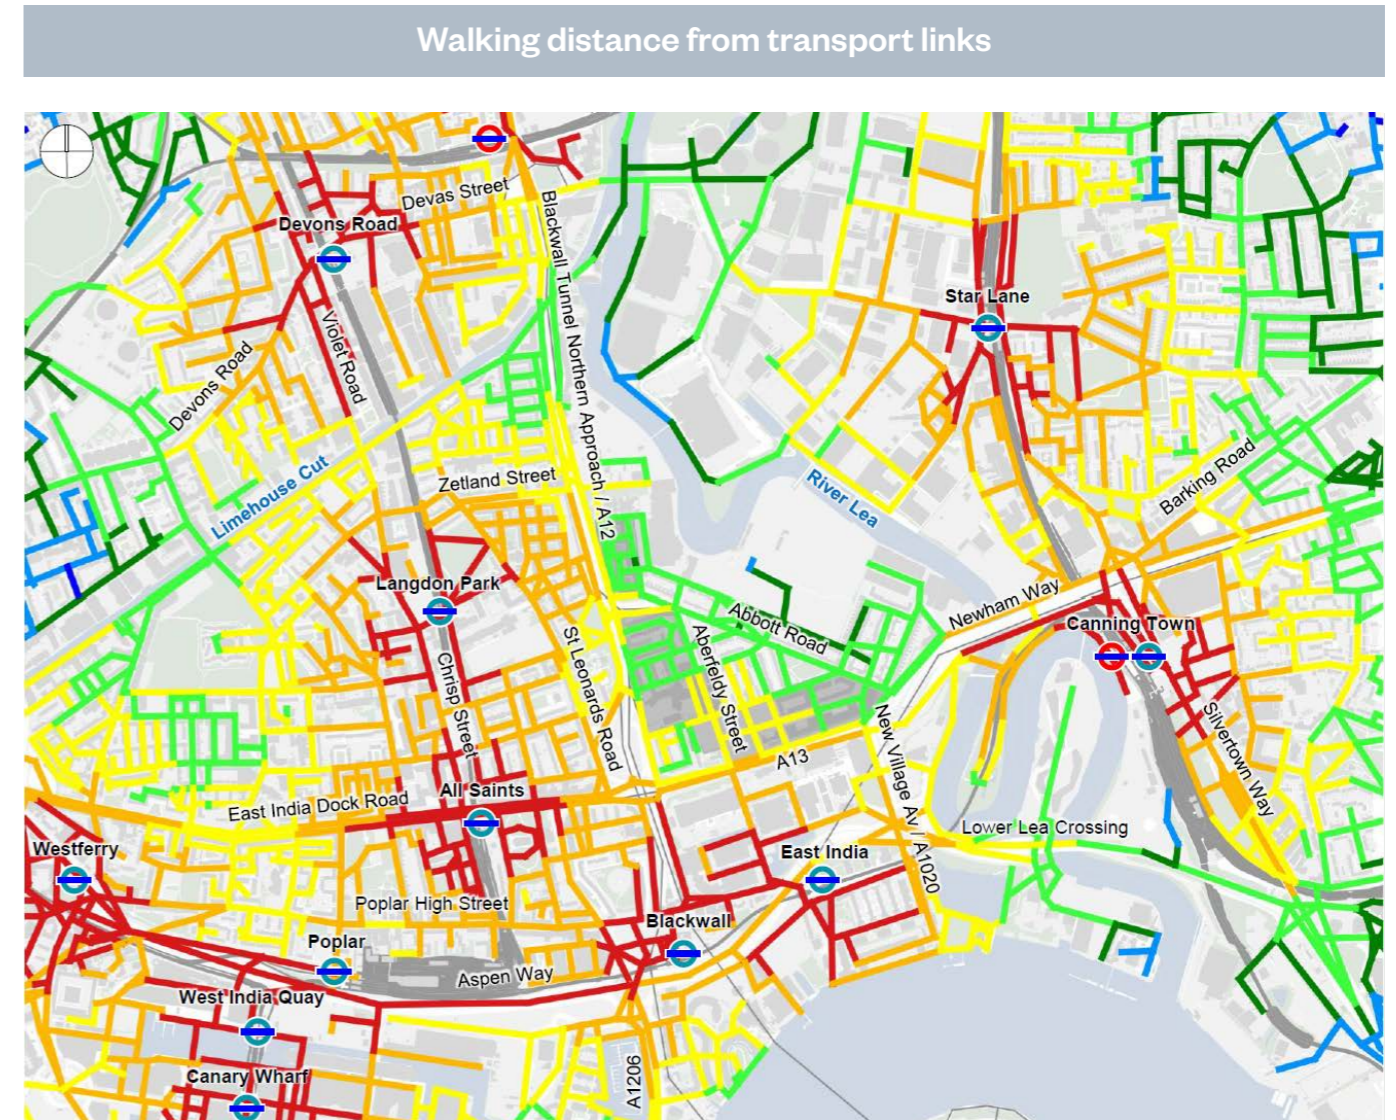 Walking distance from transport links
Devas Street
Devons Road
Blackwall Tunnel Northern Approach / A12
Star Lane
Violet Road
Devons Road
Zetland Street
Limehouse Cut
River Lea
Barking Road
Langdon Park
Newham Way
Abbott Road
Canning Town
St Leonards Road
Aberfeldy Street
Chrisp Street
New Village Av / A1020
Silvertown Way
A13
All Saints
East India Dock Road
Lower Lea Crossing
Westferry
East India
Poplar High Street
Blackwall
Poplar
Aspen Way
West India Quay
A1206
Canary Wharf